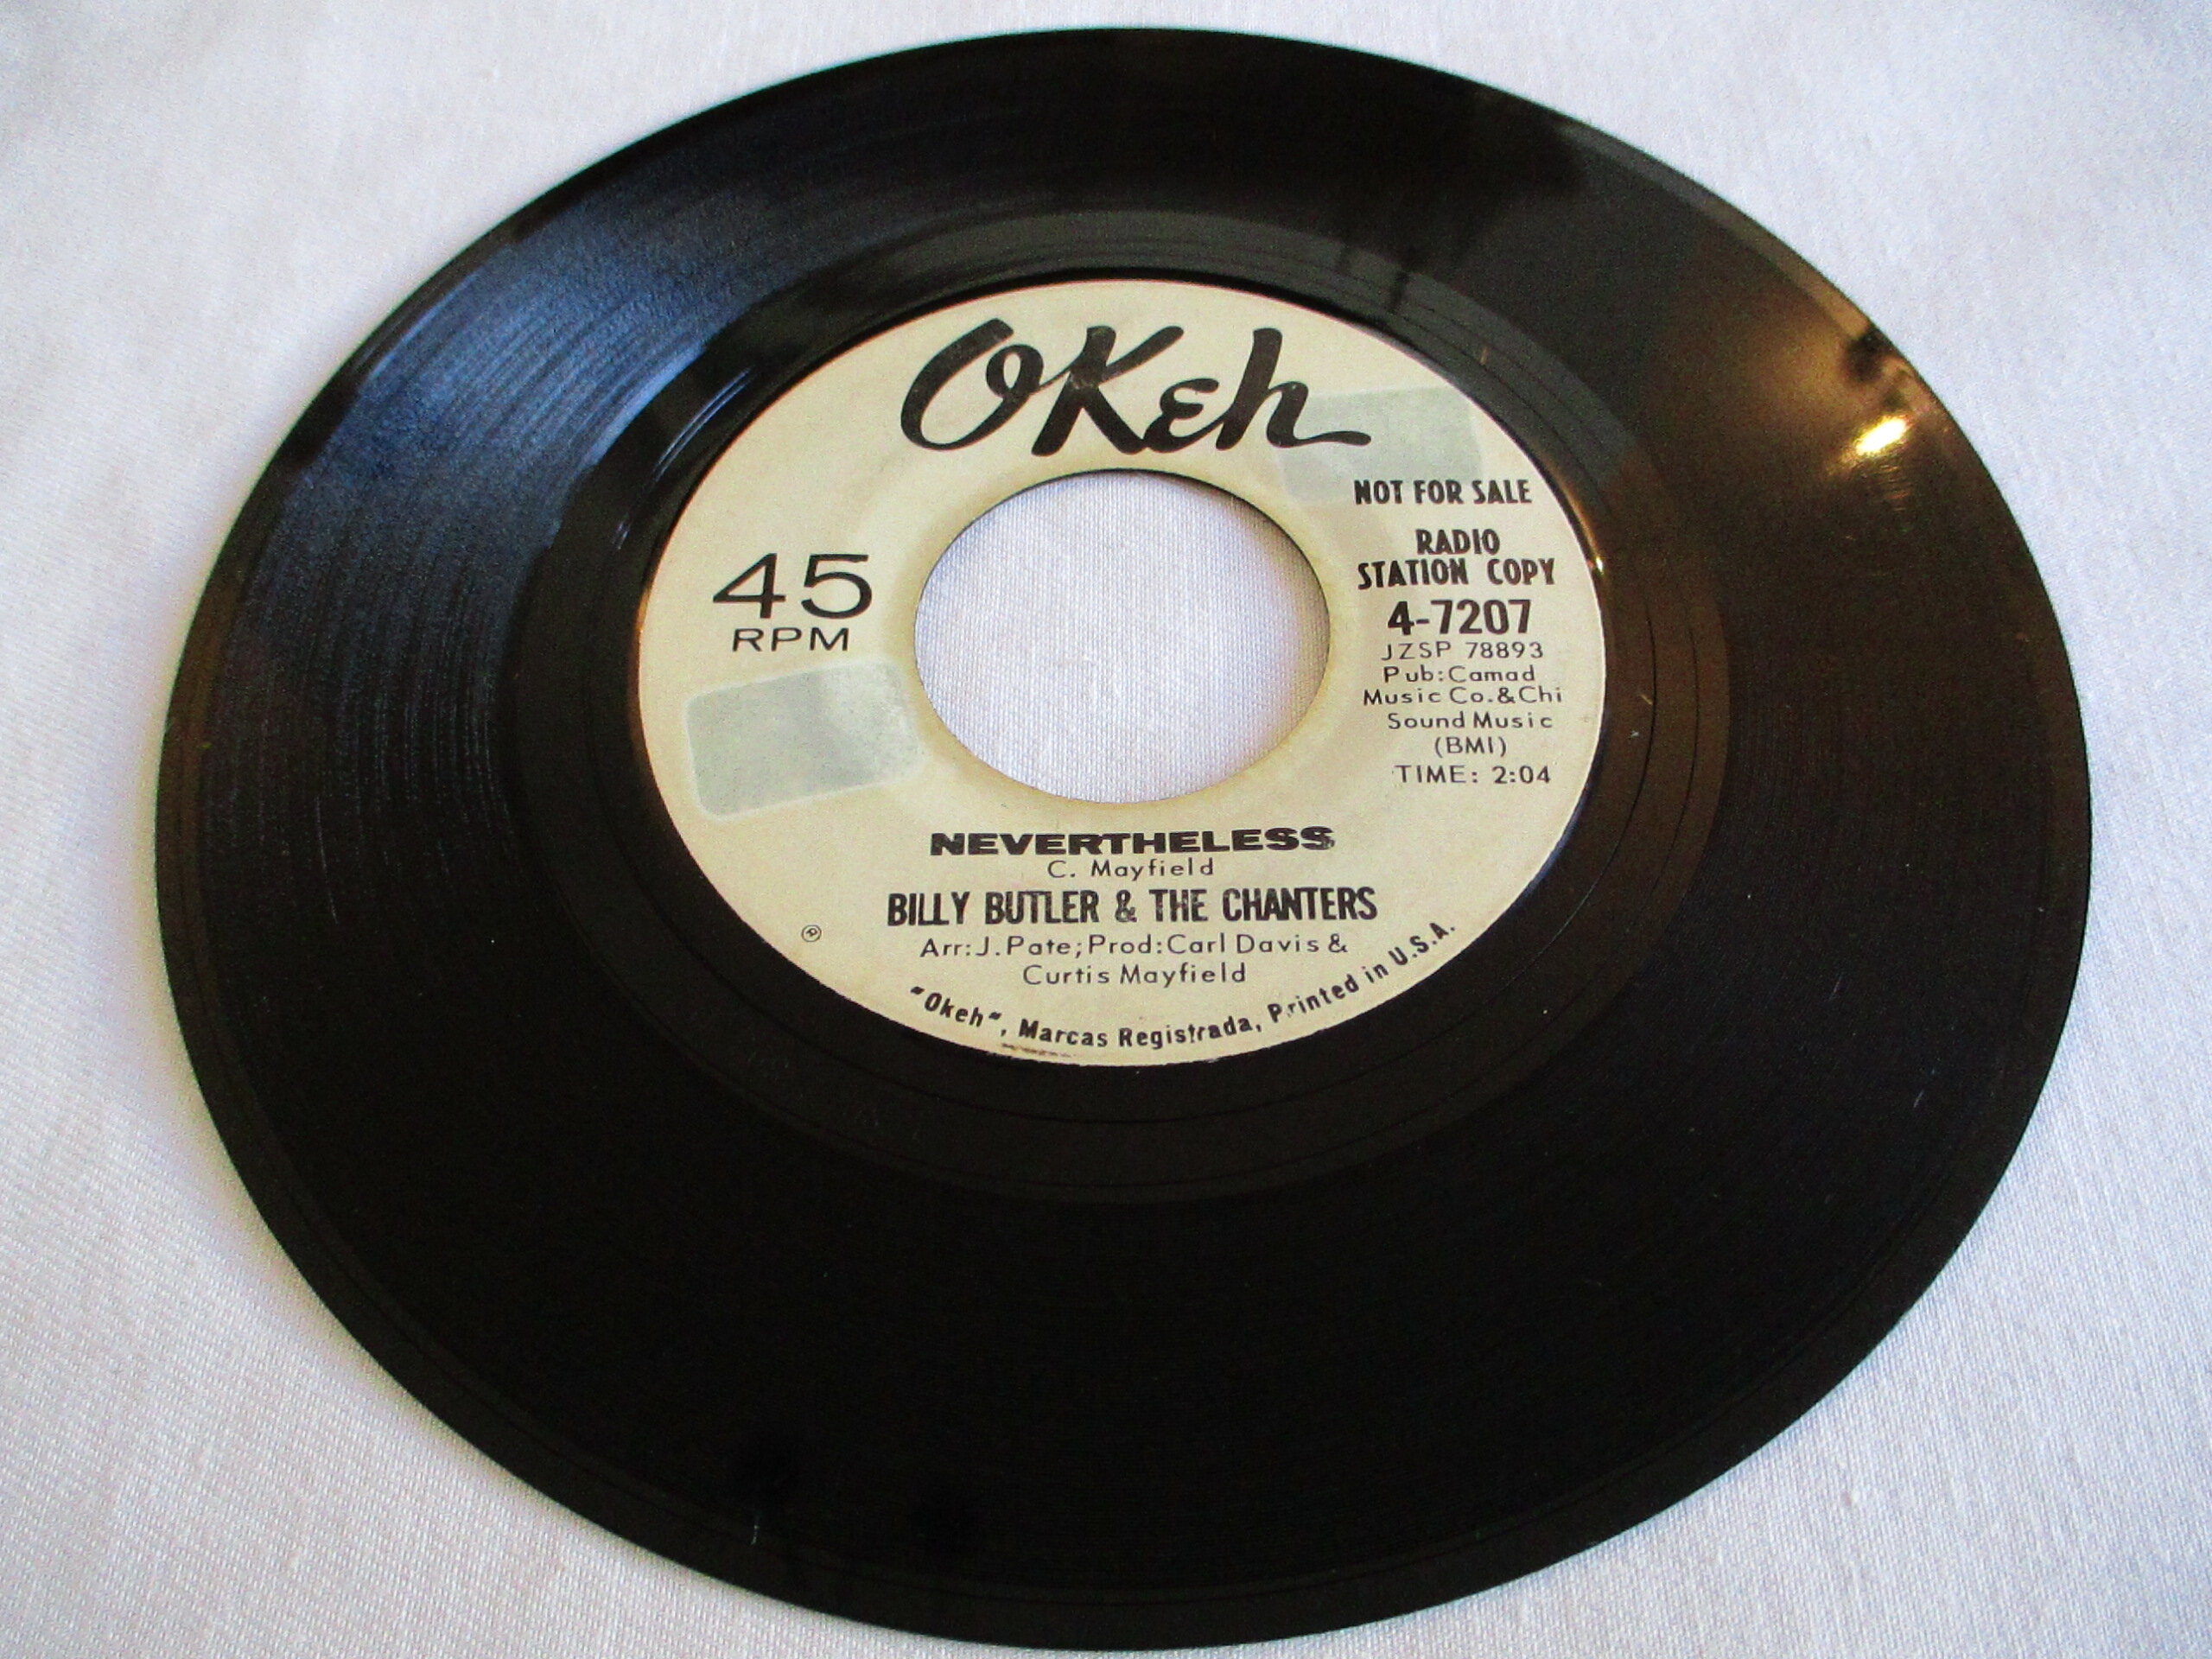 OKeh
NOT FOR SALE
RADIO
STATION COPY
45
RPM
4-7207
JZSP 78893
Pub:Camad
Music Co.&Chi
Sound Music
(BMI)
TIME: 2:04
NEVERTHELESS
C. Mayfield
BILLY BUTLER & THE CHANTERS
Arr:J.Pate;Prod:Carl Davis &
Curtis Mayfield
®
"Okeh", Marcas Registrada, Printed in U.S.A.